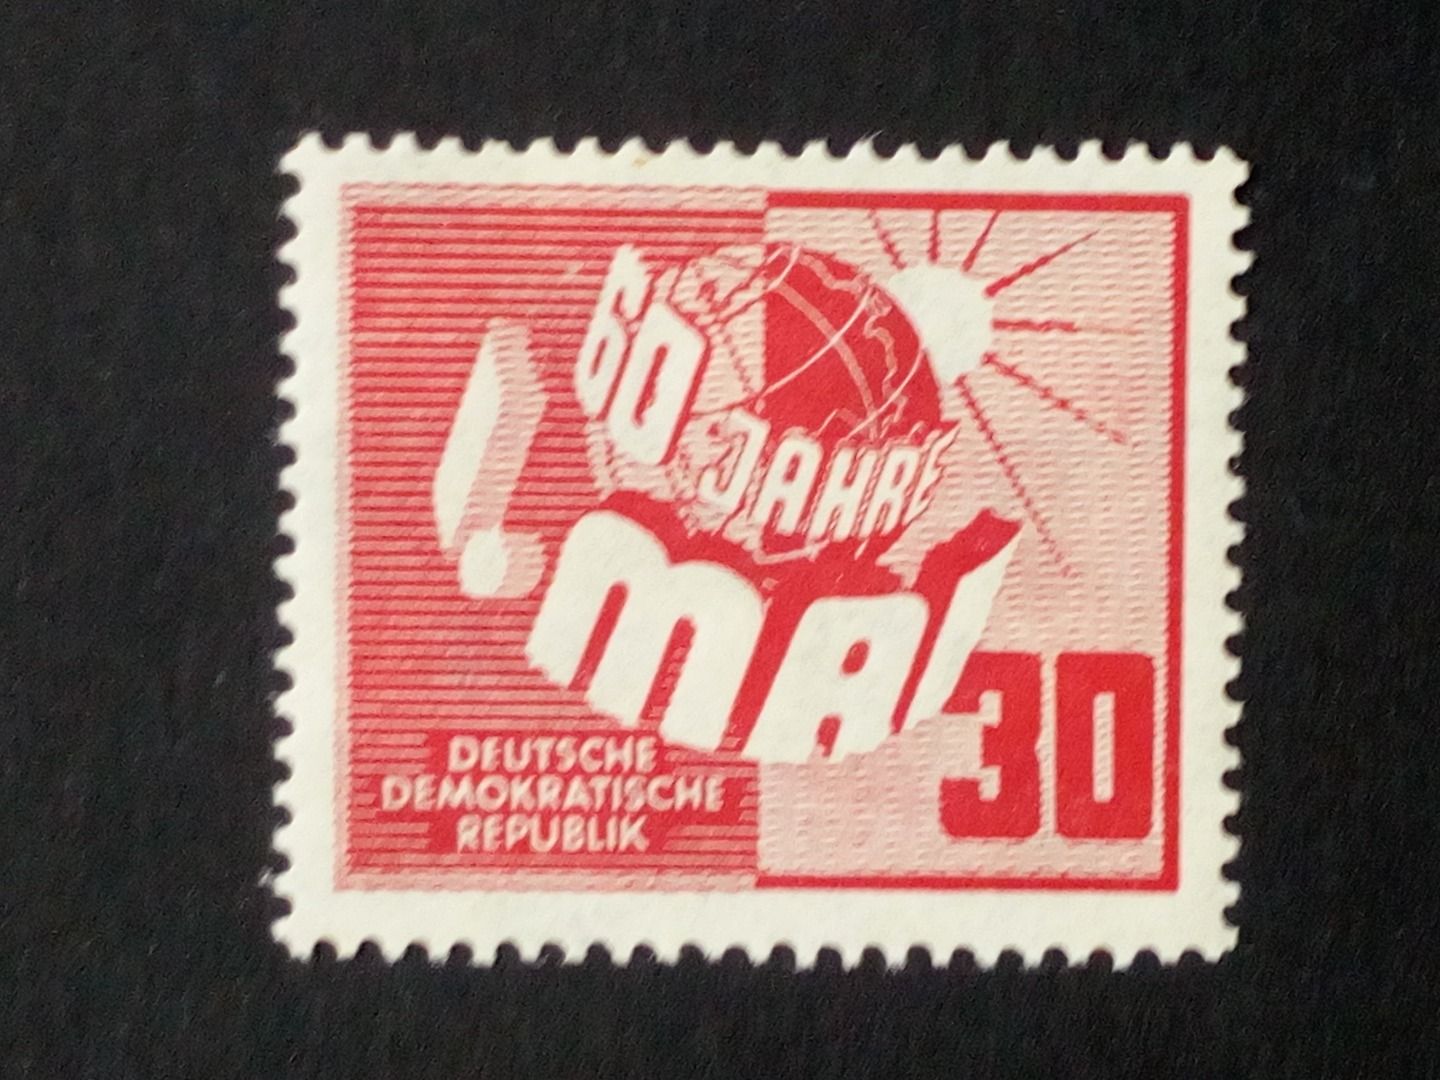 60
JAHRE
1. MAI
30
DEUTSCHE
DEMOKRATISCHE
REPUBLIK